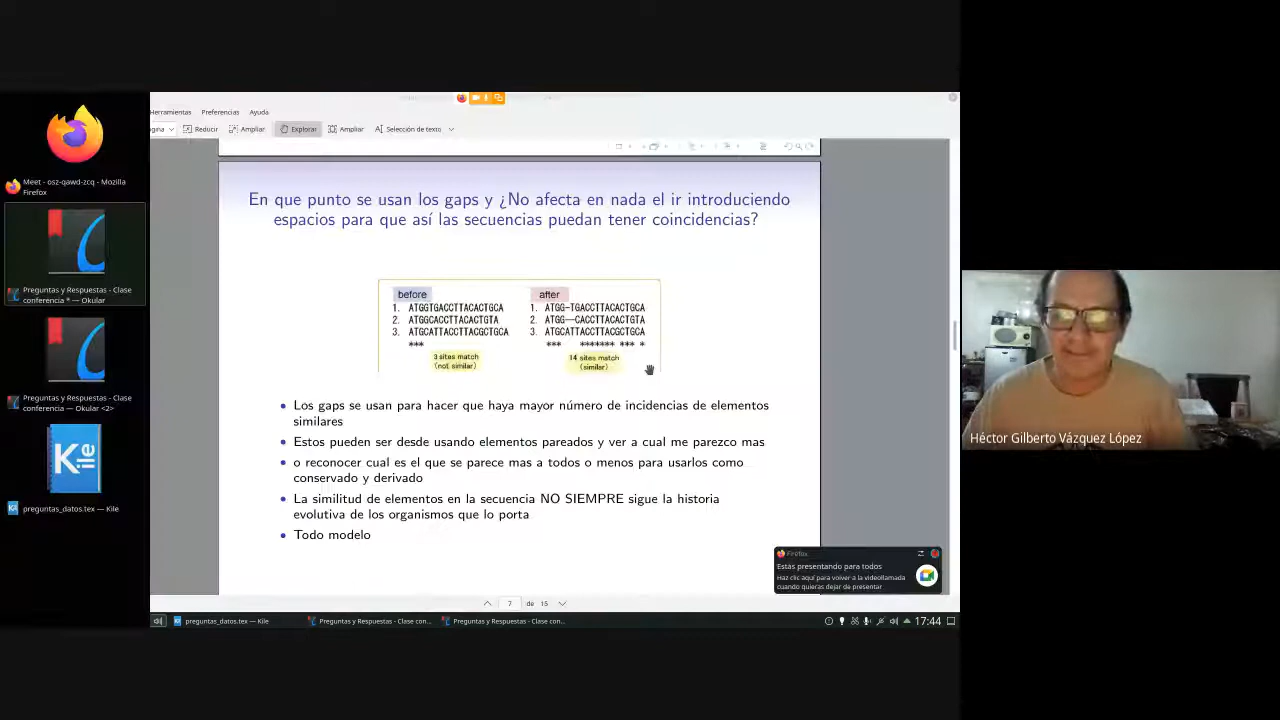 Herramientas Preferencias Ayuda
Reducir Ampliar Explorar Ampliar Selección de texto
Meet - osz-qawd-zcq - Mozilla
Firefox
Preguntas y Respuestas - Clase
conferencia * — Okular
Preguntas y Respuestas - Clase
conferencia — Okular <2>
preguntas_datos.tex — Kile
En que punto se usan los gaps y ¿No afecta en nada el ir introduciendo
espacios para que así las secuencias puedan tener coincidencias?
before
1. ATGGTGACCTTACACTGCA
2. ATGGCACCTTACACTGTA
3. ATGCATTACCTTACGCTGCA
***
3 sites match
(not similar)
after
1. ATGG-TGACCTTACACTGCA
2. ATGG--CACCTTACACTGTA
3. ATGCATTACCTTACGCTGCA
*** ******* *** *
14 sites match
(similar)
• Los gaps se usan para hacer que haya mayor número de incidencias de elementos
similares
• Estos pueden ser desde usando elementos pareados y ver a cual me parezco mas
• o reconocer cual es el que se parece mas a todos o menos para usarlos como
conservado y derivado
• La similitud de elementos en la secuencia NO SIEMPRE sigue la historia
evolutiva de los organismos que lo porta
• Todo modelo
Firefox
Estás presentando para todos
Haz clic aquí para volver a la videollamada
cuando quieras dejar de presentar
7 de 15
preguntas_datos.tex — Kile
Preguntas y Respuestas - Clase con...
Preguntas y Respuestas - Clase con...
17:44
Héctor Gilberto Vázquez López